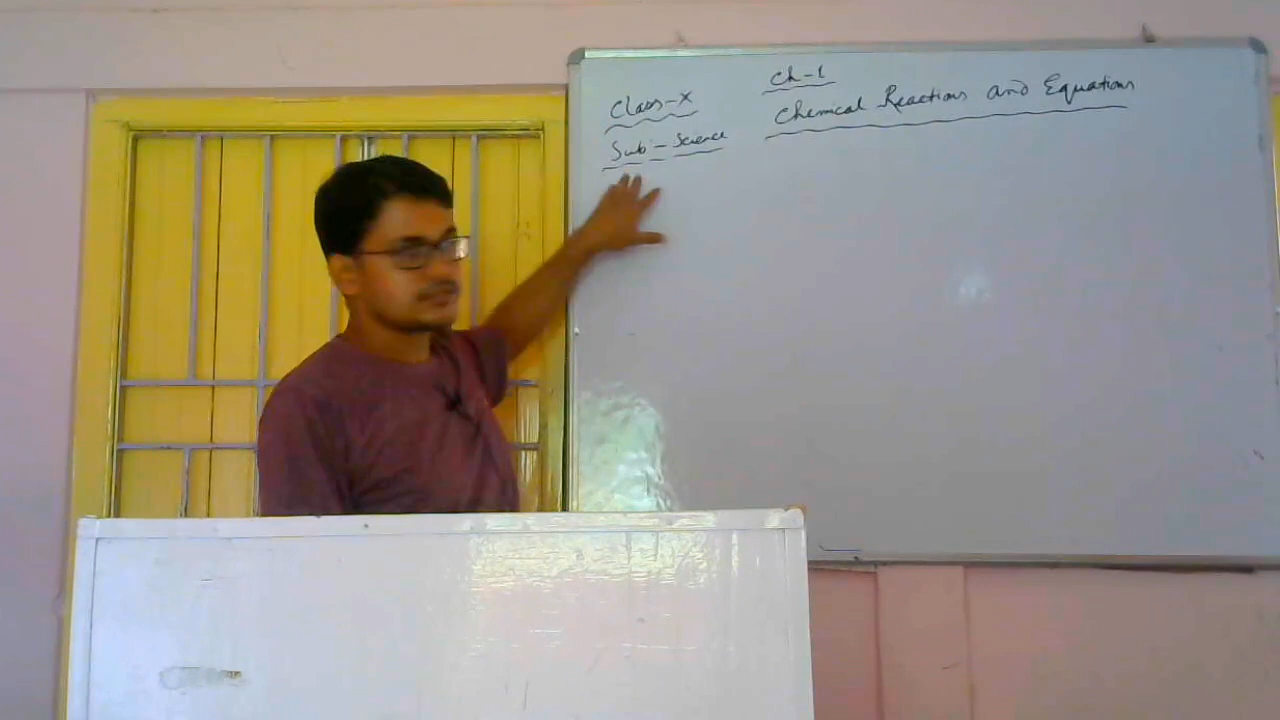 Class-X
Sub - Science
Ch-1
Chemical Reactions and Equations